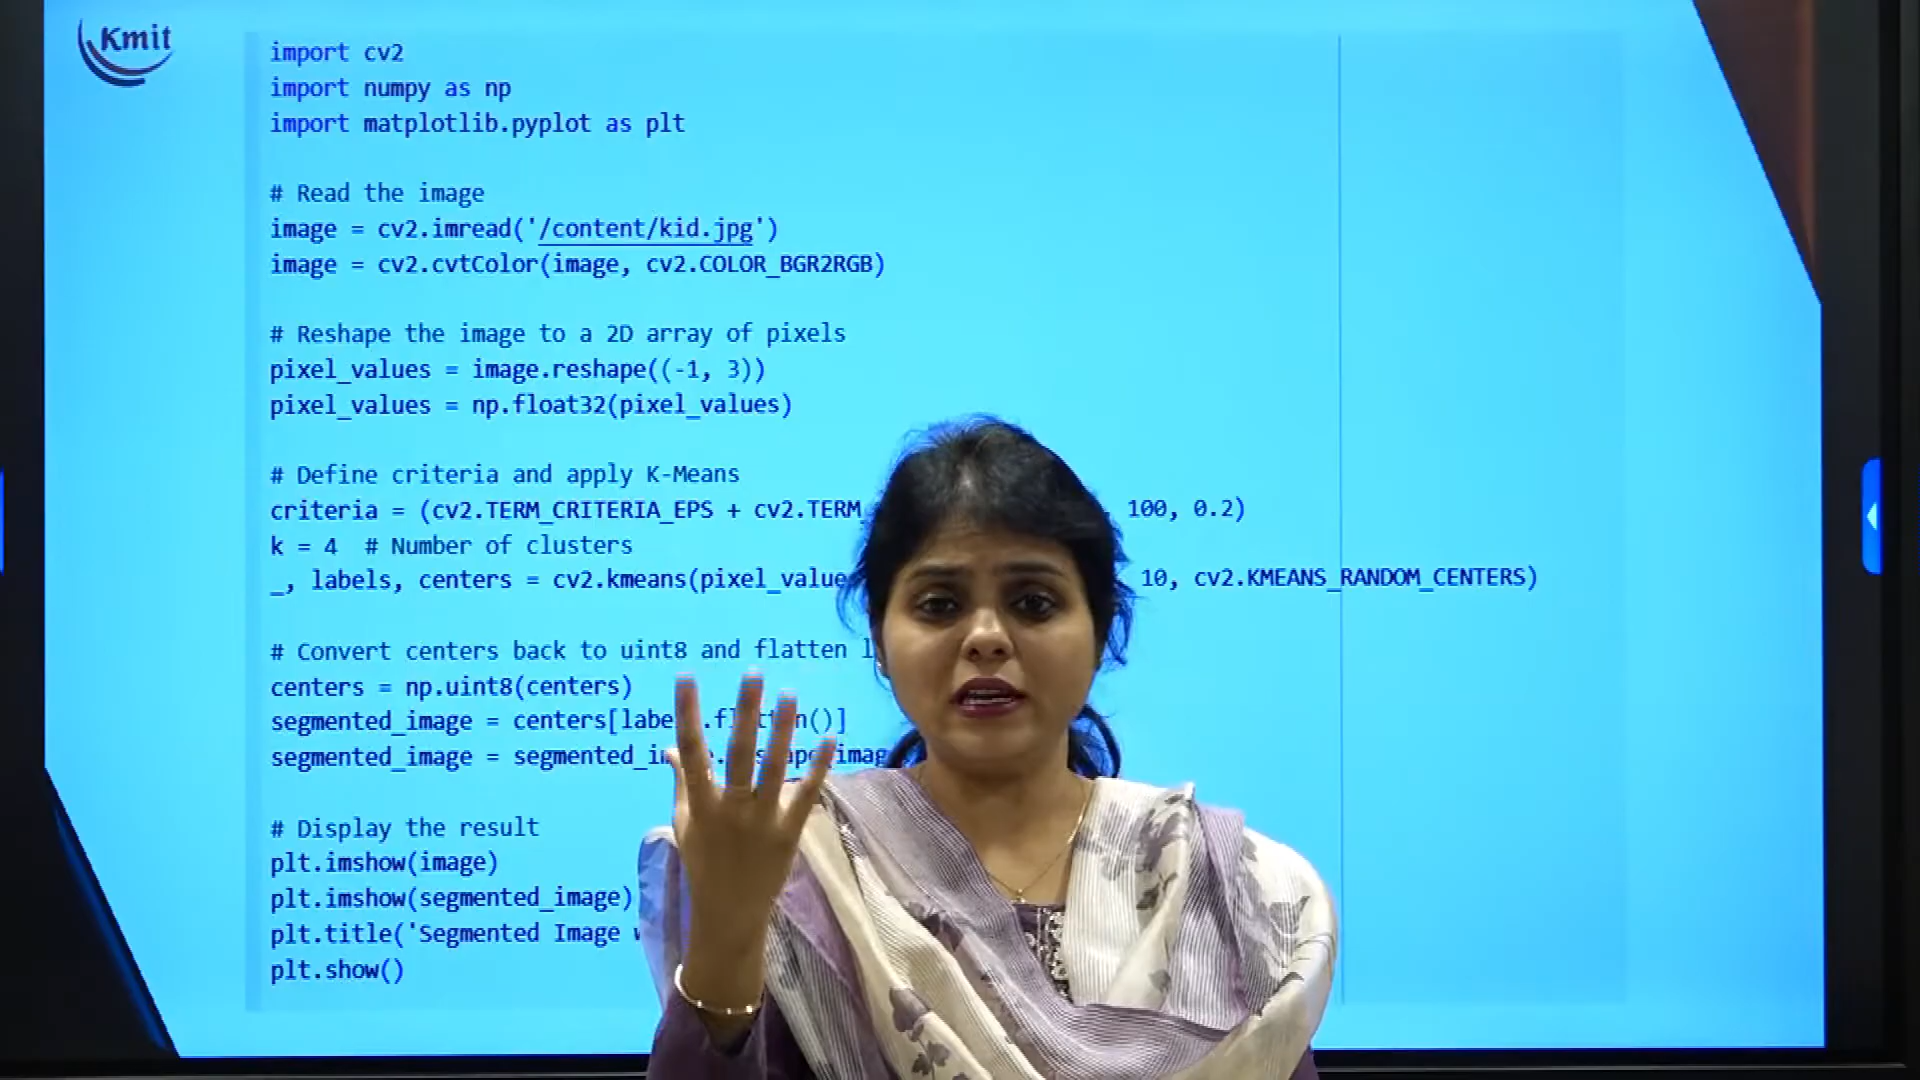 Kmit
import cv2
import numpy as np
import matplotlib.pyplot as plt
# Read the image
image = cv2.imread('/content/kid.jpg')
image = cv2.cvtColor(image, cv2.COLOR_BGR2RGB)
# Reshape the image to a 2D array of pixels
pixel_values = image.reshape((-1, 3))
pixel_values = np.float32(pixel_values)
# Define criteria and apply K-Means
criteria = (cv2.TERM_CRITERIA_EPS + cv2.TERM_ 100, 0.2)
k = 4 # Number of clusters
_, labels, centers = cv2.kmeans(pixel_value 10, cv2.KMEANS_RANDOM_CENTERS)
# Convert centers back to uint8 and flatten
centers = np.uint8(centers)
segmented_image = centers[labe .flatten()]
segmented_image =
# Display the result
plt.imshow(image)
plt.imshow(segmented_image)
plt.title('Segmented Image
plt.show()